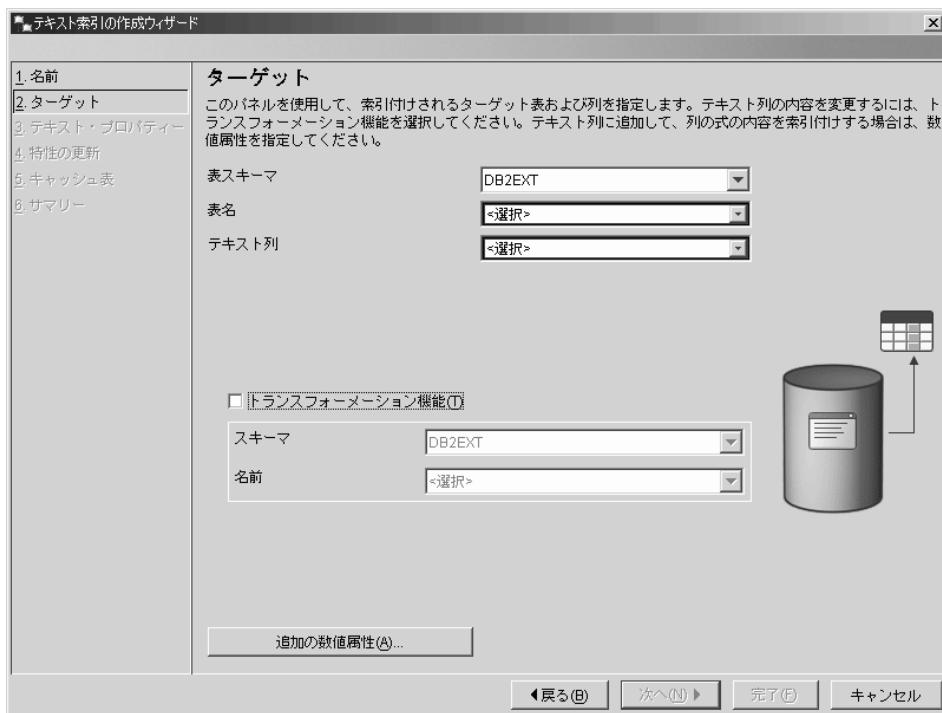 テキスト索引の作成ウィザード
1. 名前
2. ターゲット
3. テキスト・プロパティー
4. 特性の更新
5. キャッシュ表
6. サマリー
ターゲット
このパネルを使用して、索引付けされるターゲット表および列を指定します。テキスト列の内容を変更するには、ト
ランスフォーメーション機能を選択してください。テキスト列に追加して、列の式の内容を索引付けする場合は、数
値属性を指定してください。
表スキーマ
DB2EXT
表名
<選択>
テキスト列
<選択>
トランスフォーメーション機能(T)
スキーマ
DB2EXT
名前
<選択>
追加の数値属性(A)...
戻る(B)
次へ(N)
完了(F)
キャンセル